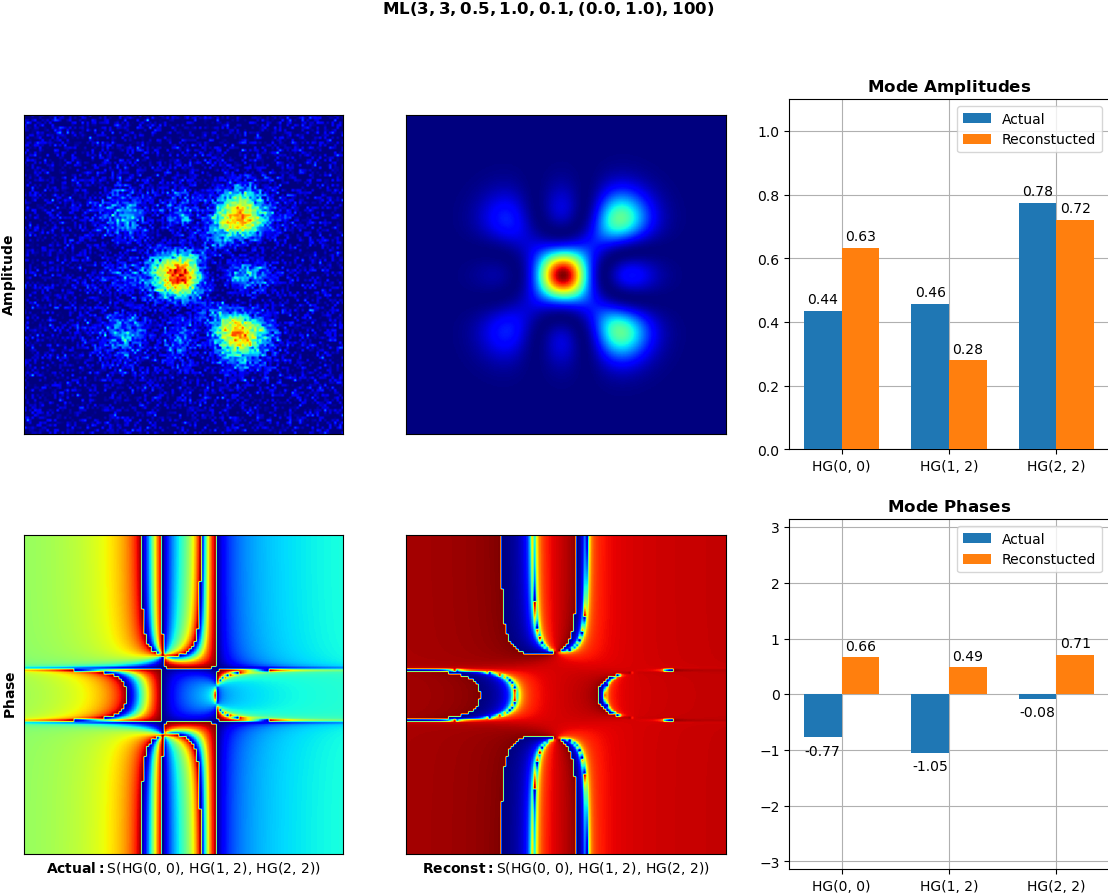 ML(3, 3, 0.5, 1.0, 0.1, (0.0, 1.0), 100)
Amplitude
Mode Amplitudes
Actual
Reconstucted
1.0
0.8
0.6
0.4
0.2
0.0
0.44
0.63
0.46
0.28
0.78
0.72
HG(0, 0)
HG(1, 2)
HG(2, 2)
Phase
Actual: S(HG(0, 0), HG(1, 2), HG(2, 2))
Reconst: S(HG(0, 0), HG(1, 2), HG(2, 2))
Mode Phases
Actual
Reconstucted
3
2
1
0
−1
−2
−3
-0.77
0.66
-1.05
0.49
-0.08
0.71
HG(0, 0)
HG(1, 2)
HG(2, 2)